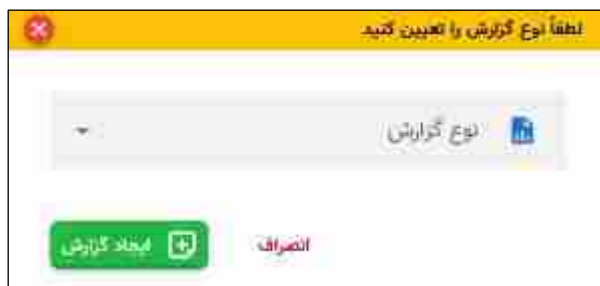 لطفاً نوع گزارش را تعیین کنید
نوع گزارش
انصراف
ایجاد گزارش